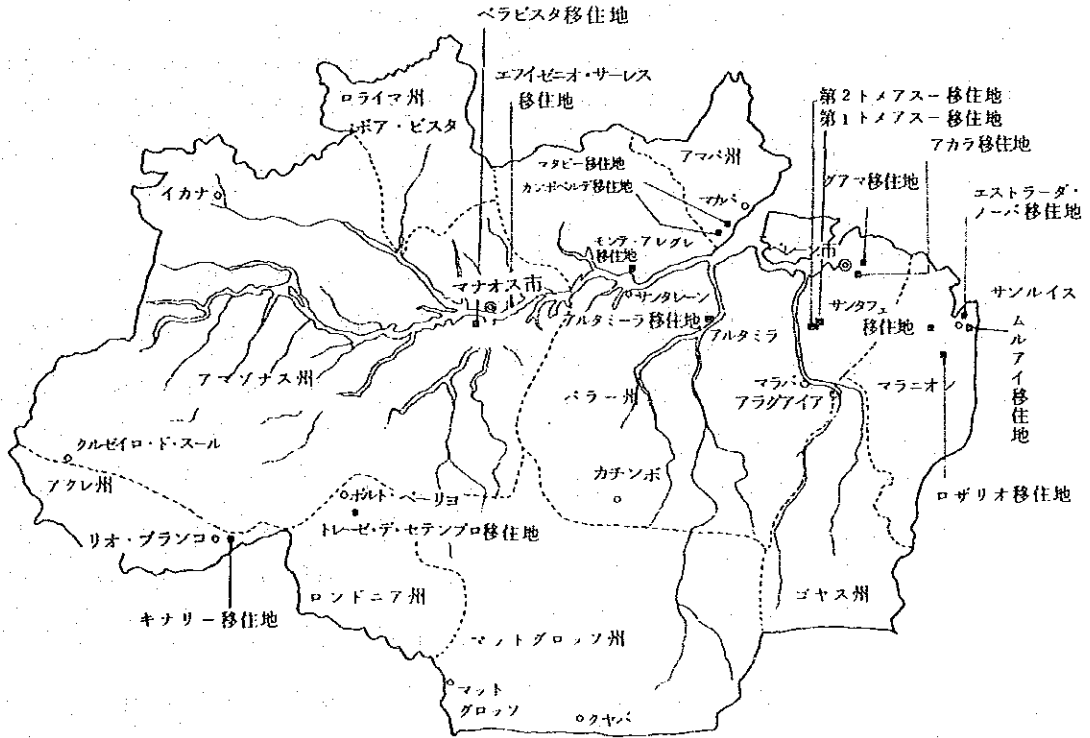 ベラビスタ移住地
エフイゼニオ・サーレス
移住地
ロライマ州
ボア・ビスタ
第2トメアスー移住地
第1トメアスー移住地
アカラ移住地
マタピー移住地
カンポベルデ移住地
アマパ州
グアマ移住地
エストラーダ・
ノーバ移住地
イカナ
マカパ
モンテ・アレグレ
移住地
ベレーン市
マナオス市
サンタレーン
サンルイス
アルタミーラ移住地
アルタミラ
サンタフェ
移住地
ムルアイ移住地
アマゾナス州
パラー州
マラバ
アラグアイア
マラニオン
クルゼイロ・ド・スール
アクレ州
カチンボ
ポルト・ベーリョ
ロザリオ移住地
トレーゼ・デ・セテンブロ移住地
リオ・ブランコ
ロンドニア州
ゴヤス州
キナリー移住地
マットグロッソ州
マット
グロッソ
クヤバ